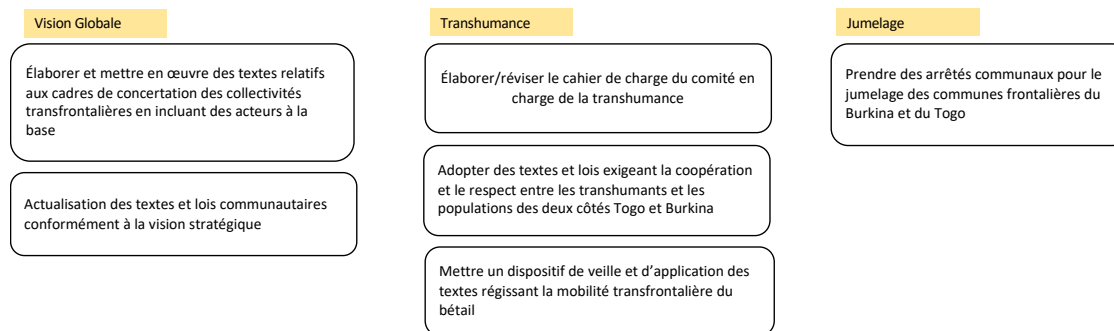 Vision Globale
Élaborer et mettre en œuvre des textes relatifs
aux cadres de concertation des collectivités
transfrontalières en incluant des acteurs à la
base
Actualisation des textes et lois communautaires
conformément à la vision stratégique
Transhumance
Élaborer/réviser le cahier de charge du comité en
charge de la transhumance
Adopter des textes et lois exigeant la coopération
et le respect entre les transhumants et les
populations des deux côtés Togo et Burkina
Mettre un dispositif de veille et d’application des
textes régissant la mobilité transfrontalière du
bétail
Jumelage
Prendre des arrêtés communaux pour le
jumelage des communes frontalières du
Burkina et du Togo